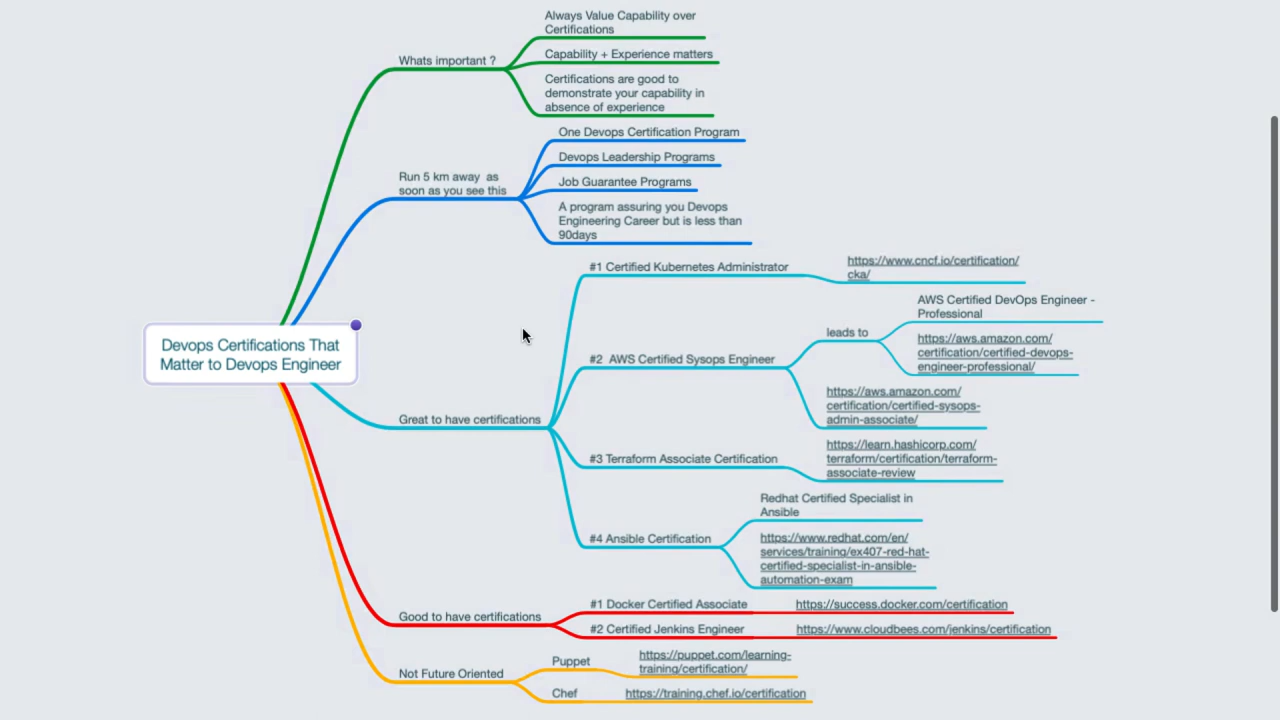 Always Value Capability over
Certifications
Whats important ?
Capability + Experience matters
Certifications are good to
demonstrate your capability in
absence of experience
One Devops Certification Program
Devops Leadership Programs
Run 5 km away  as
soon as you see this
Job Guarantee Programs
A program assuring you Devops
Engineering Career but is less than
90days
Devops Certifications That
Matter to Devops Engineer
Great to have certifications
#1 Certified Kubernetes Administrator
https://www.cncf.io/certification/
cka/
#2  AWS Certified Sysops Engineer
leads to
AWS Certified DevOps Engineer -
Professional
https://aws.amazon.com/
certification/certified-devops-
engineer-professional/
https://aws.amazon.com/
certification/certified-sysops-
admin-associate/
#3 Terraform Associate Certification
https://learn.hashicorp.com/
terraform/certification/terraform-
associate-review
#4 Ansible Certification
Redhat Certified Specialist in
Ansible
https://www.redhat.com/en/
services/training/ex407-red-hat-
certified-specialist-in-ansible-
automation-exam
Good to have certifications
#1 Docker Certified Associate
https://success.docker.com/certification
#2 Certified Jenkins Engineer
https://www.cloudbees.com/jenkins/certification
Not Future Oriented
Puppet
https://puppet.com/learning-
training/certification/
Chef
https://training.chef.io/certification